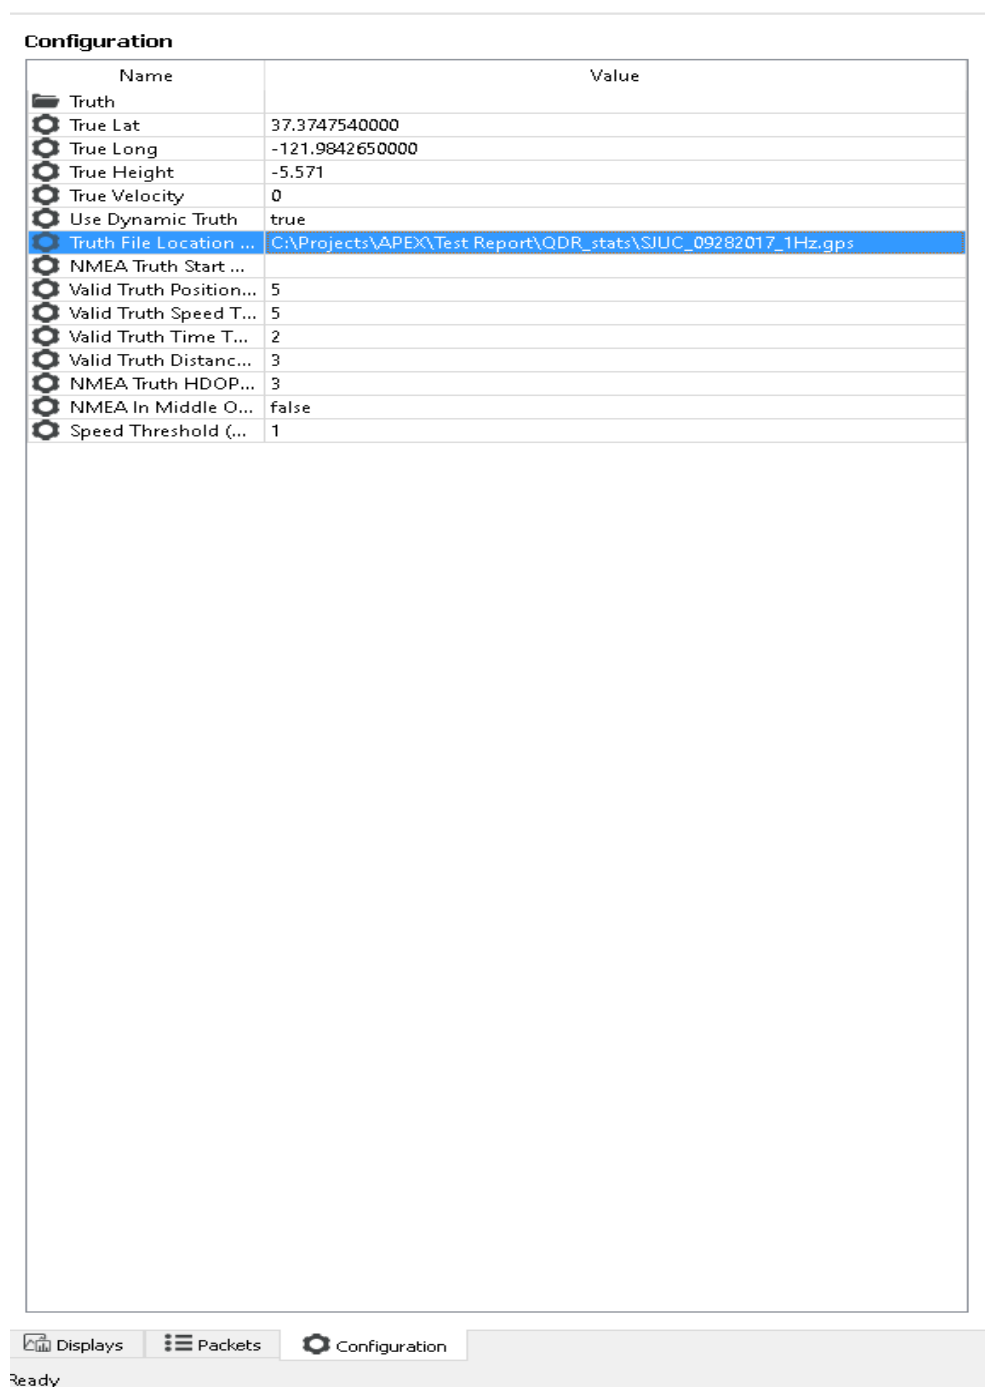 Configuration
Name Value
Truth
True Lat 37.3747540000
True Long -121.9842650000
True Height -5.571
True Velocity 0
Use Dynamic Truth true
Truth File Location ... C:\Projects\APEX\Test Report\QDR_stats\SJUC_09282017_1Hz.gps
NMEA Truth Start ...
Valid Truth Position... 5
Valid Truth Speed T... 5
Valid Truth Time T... 2
Valid Truth Distanc... 3
NMEA Truth HDOP... 3
NMEA In Middle O... false
Speed Threshold (... 1
Displays Packets Configuration
Ready